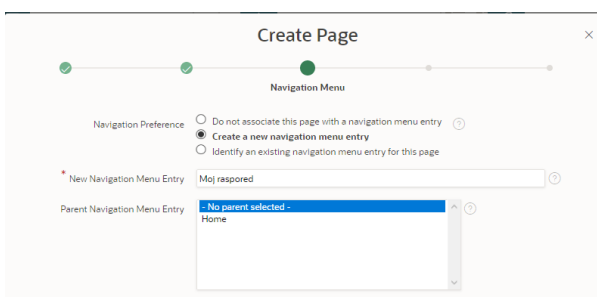 Create Page
Navigation Menu
Navigation Preference
Do not associate this page with a navigation menu entry
Create a new navigation menu entry
Identify an existing navigation menu entry for this page
* New Navigation Menu Entry Moj raspored
Parent Navigation Menu Entry - No parent selected -
Home